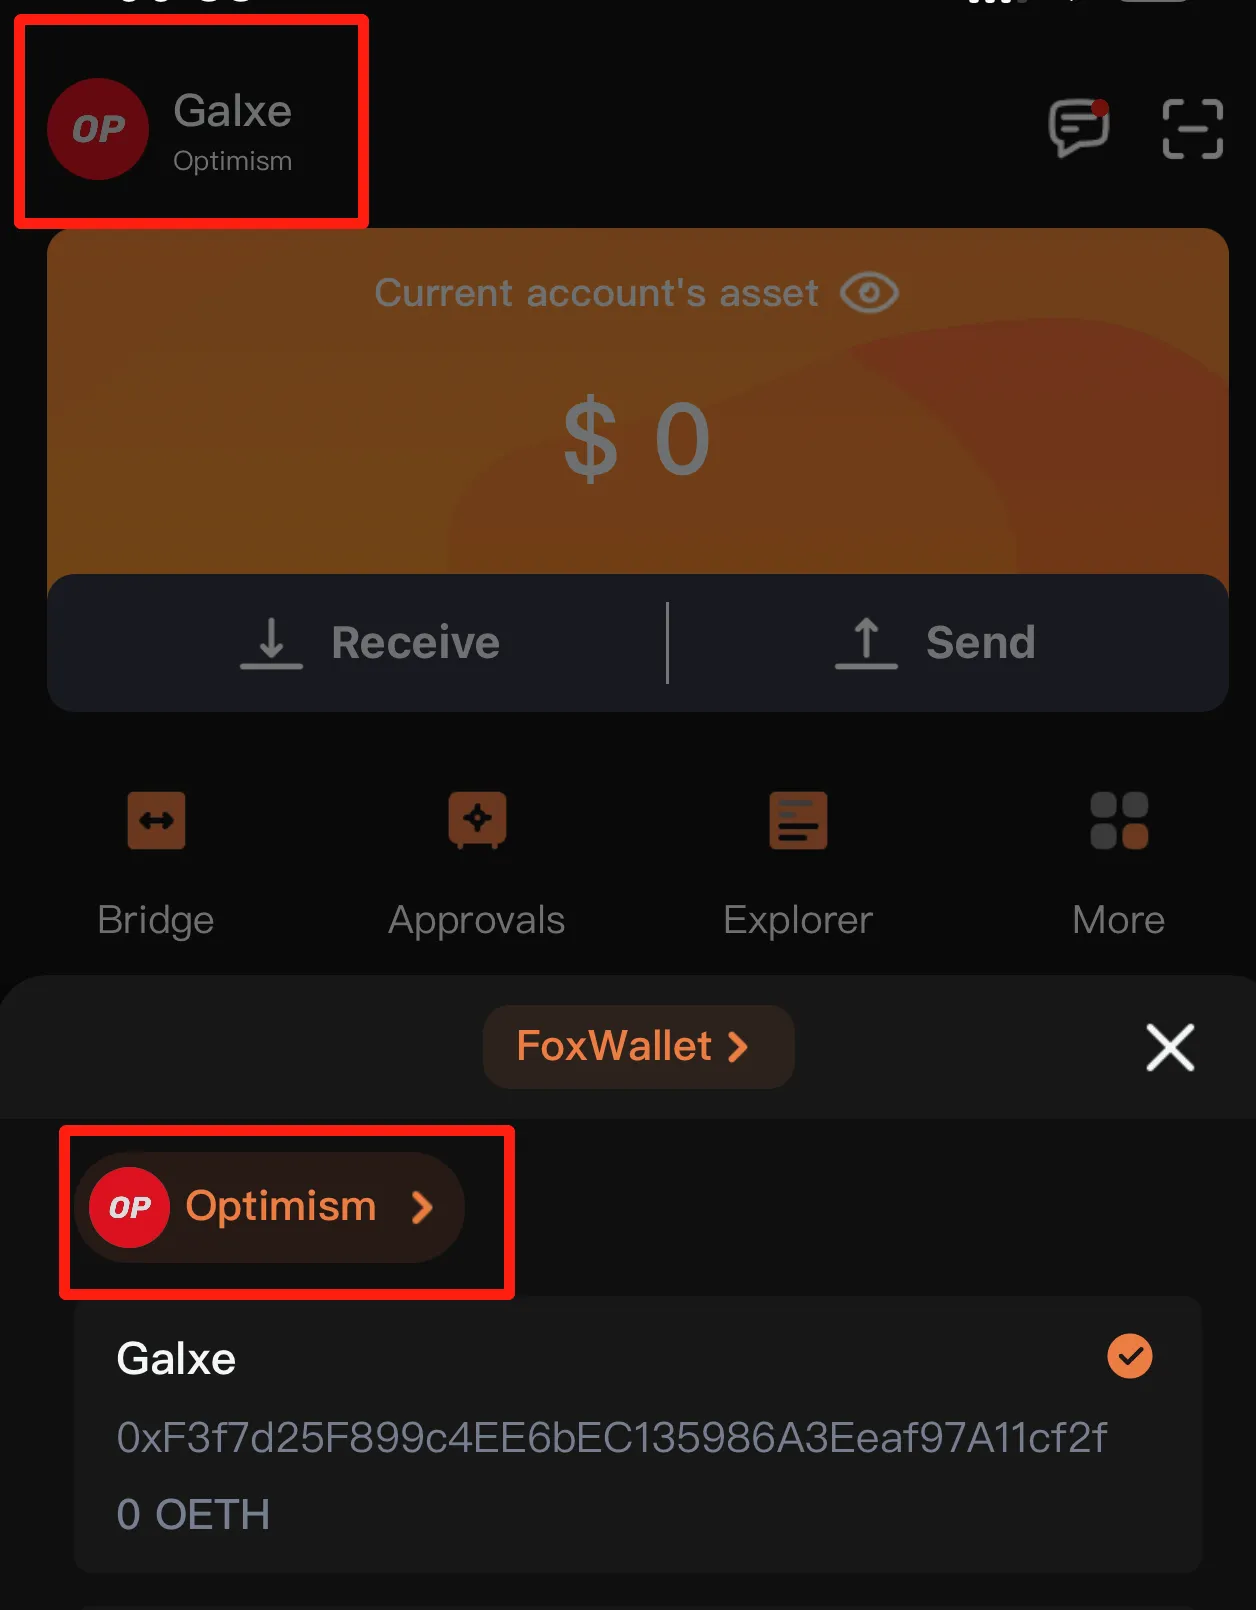 OP
Galxe
Optimism
Current account's asset
$ 0
Receive
Send
Bridge
Approvals
Explorer
More
FoxWallet
OP
Optimism
Galxe
0xF3f7d25F899c4EE6bEC135986A3Eeaf97A11cf2f
0 OETH